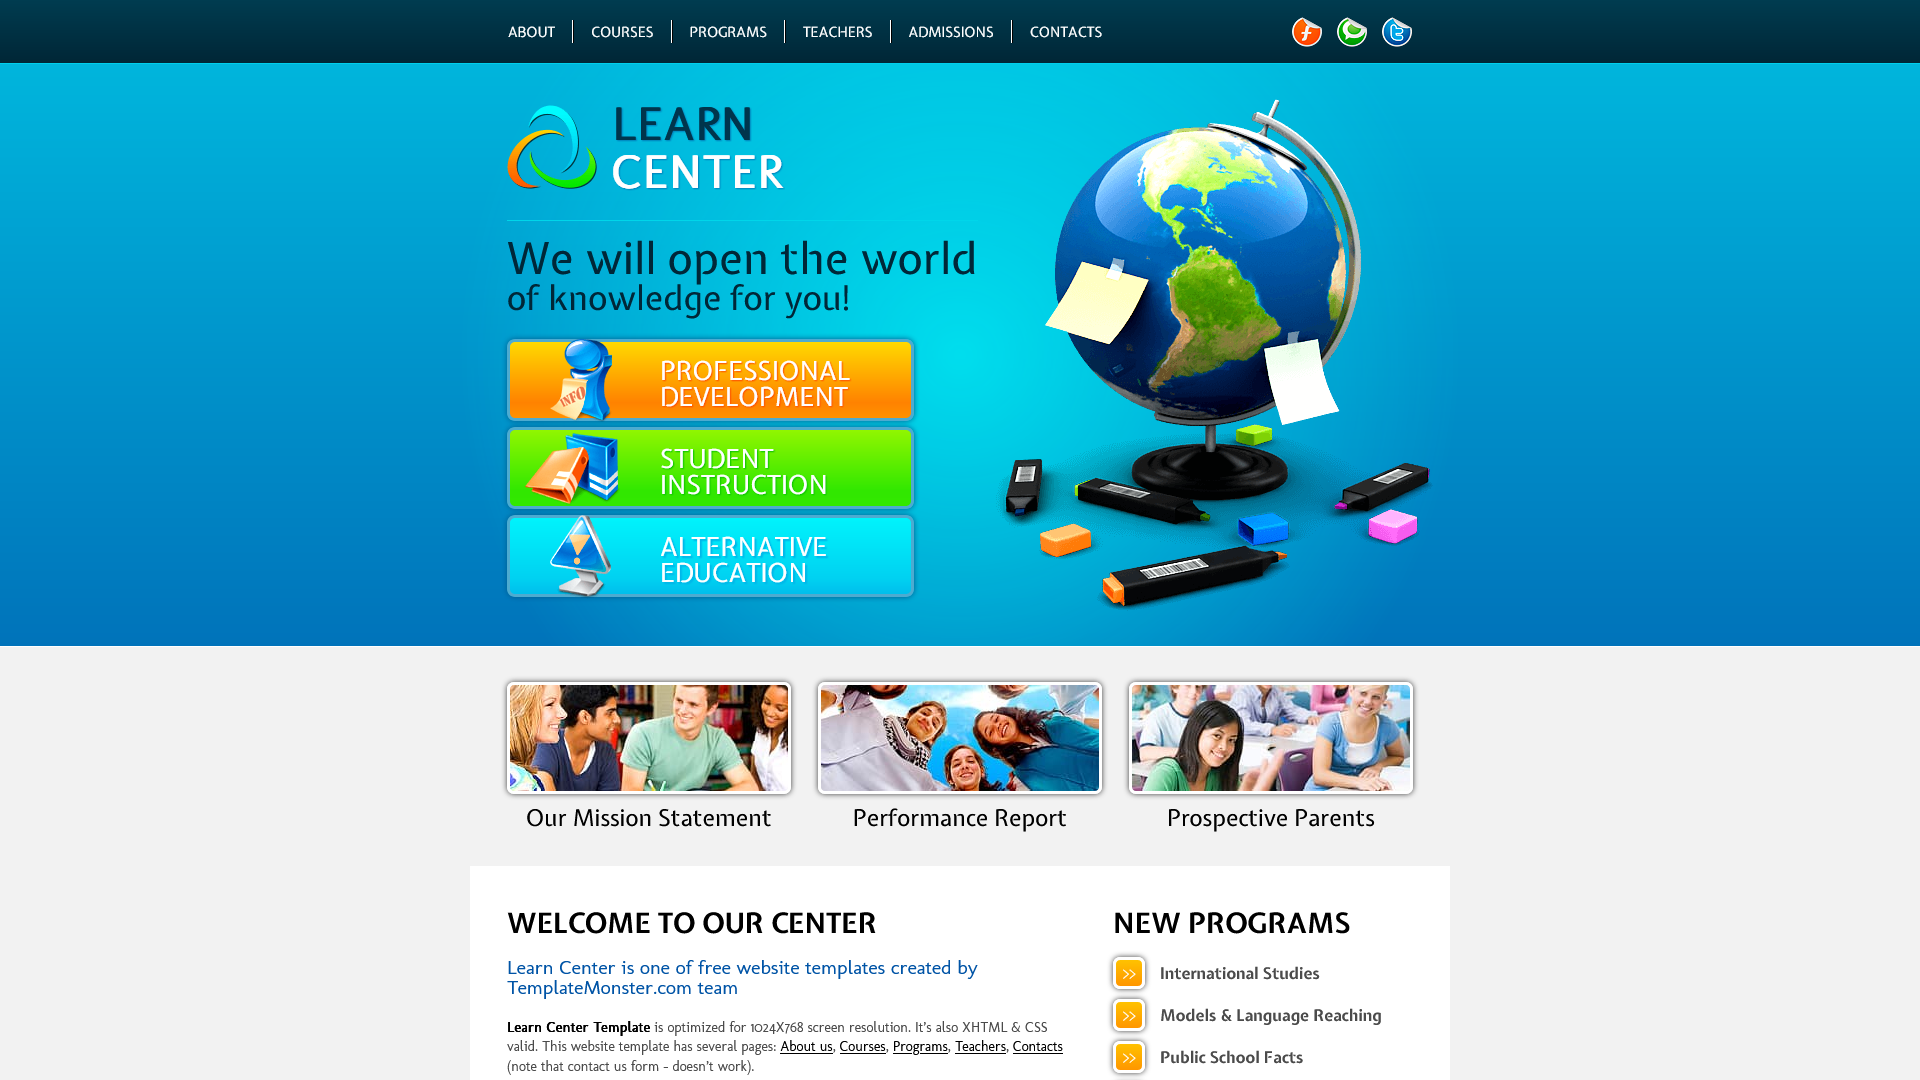 ABOUT COURSES PROGRAMS TEACHERS ADMISSIONS CONTACTS
LEARN
CENTER
We will open the world
of knowledge for you!
INFO
PROFESSIONAL
DEVELOPMENT
STUDENT
INSTRUCTION
ALTERNATIVE
EDUCATION
Our Mission Statement
Performance Report
Prospective Parents
WELCOME TO OUR CENTER
Learn Center is one of free website templates created by
TemplateMonster.com team
Learn Center Template is optimized for 1024X768 screen resolution. It's also XHTML & CSS
valid. This website template has several pages: About us, Courses, Programs, Teachers, Contacts
(note that contact us form - doesn't work).
NEW PROGRAMS
International Studies
Models & Language Reaching
Public School Facts